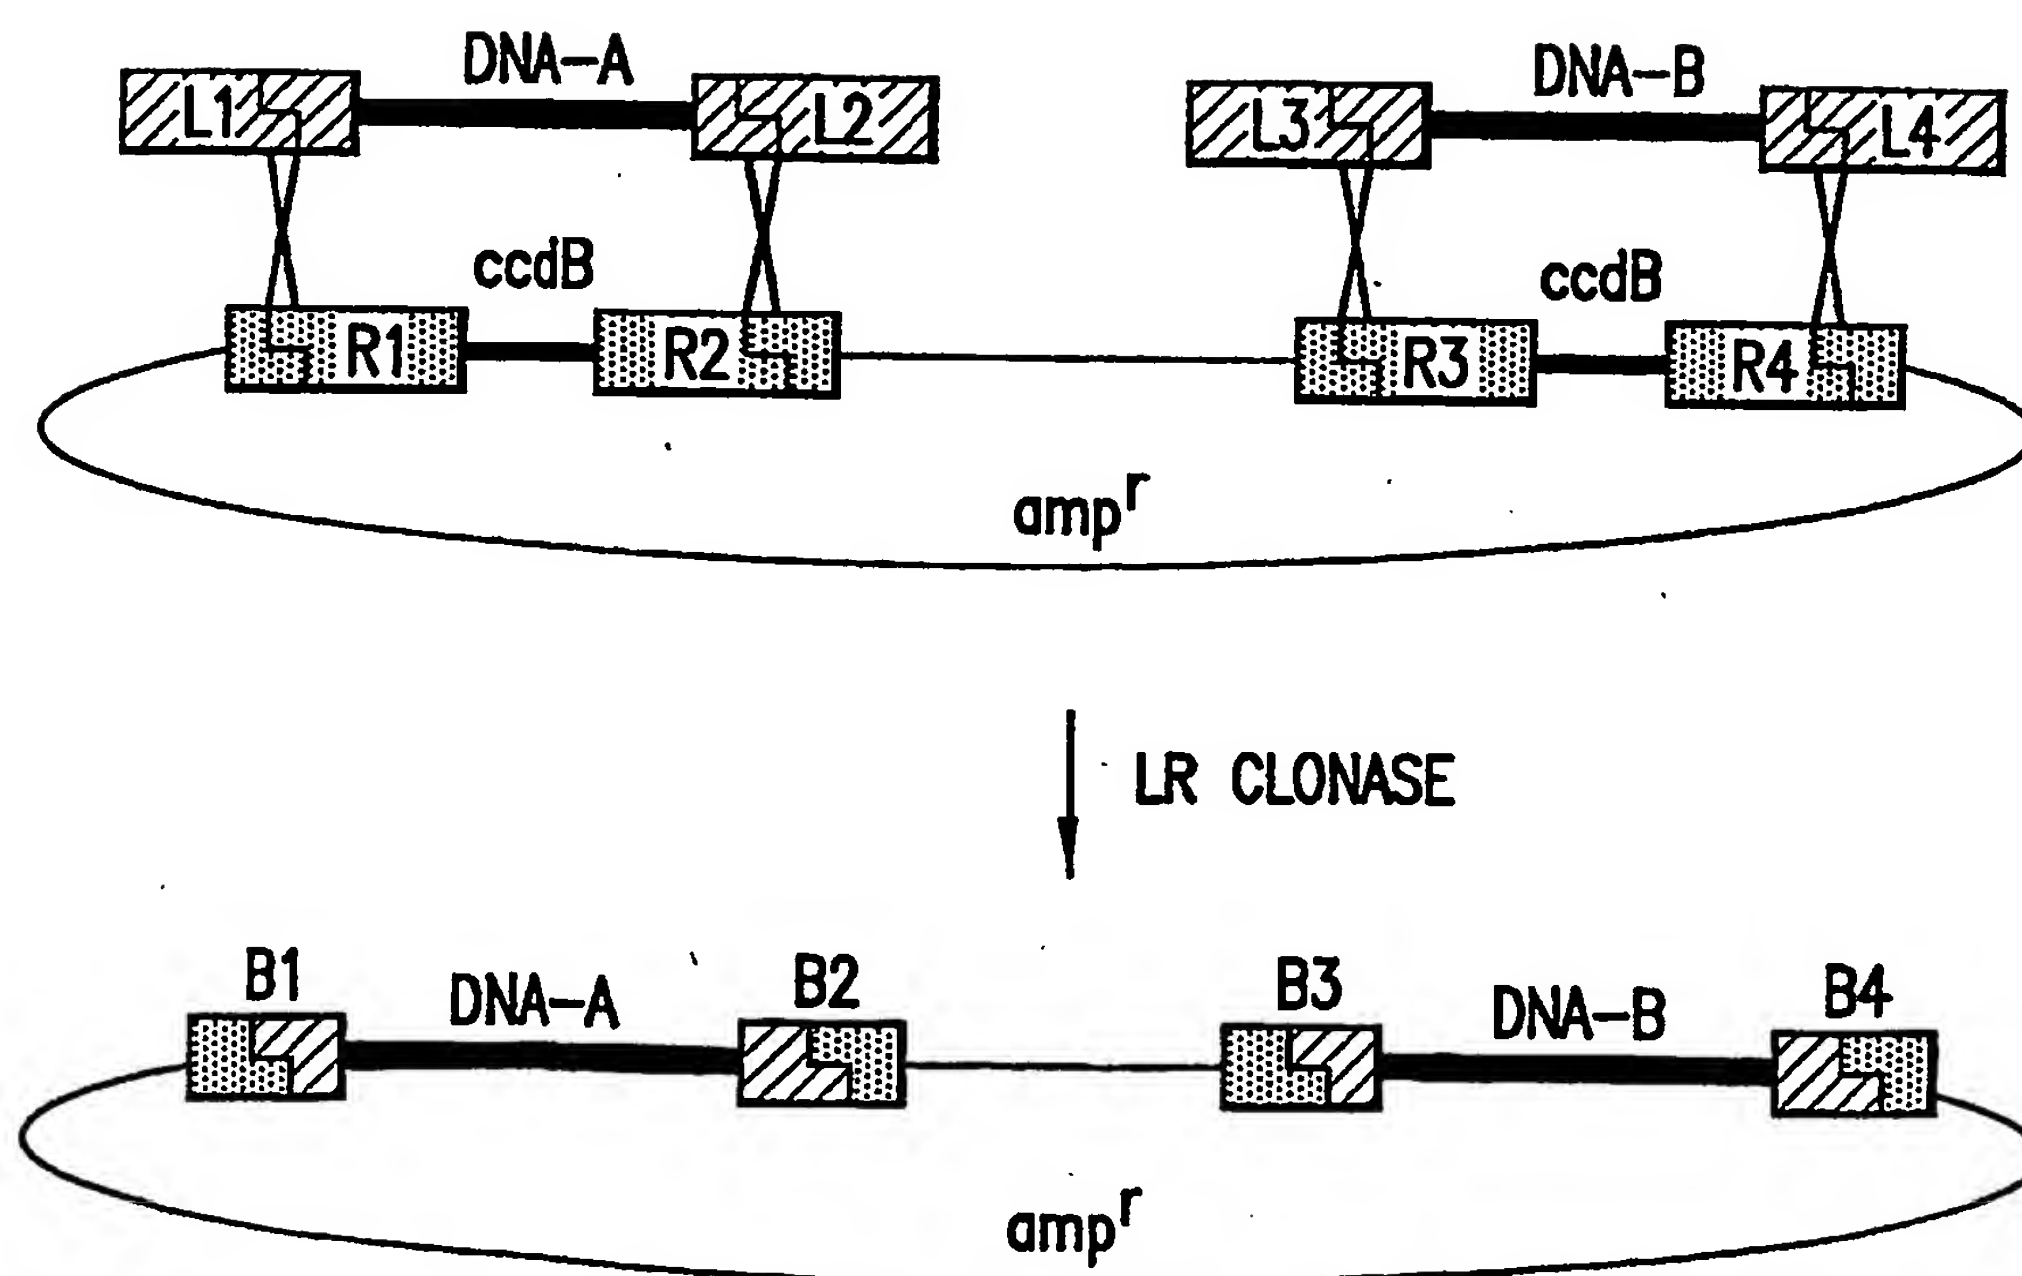 DNA-A DNA-B
L1 L2 L3 L4
ccdB ccdB
R1 R2 R3 R4
amp^r
LR CLONASE
B1 DNA-A B2 B3 DNA-B B4
amp^r